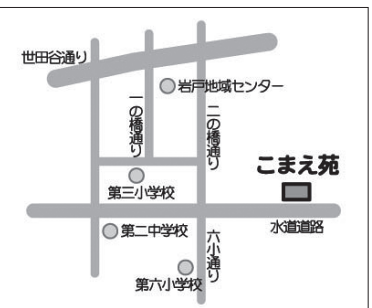 世田谷通り
岩戸地域センター
一の橋通り
二の橋通り
こまえ苑
第三小学校
水道道路
第二中学校
六小通り
第六小学校